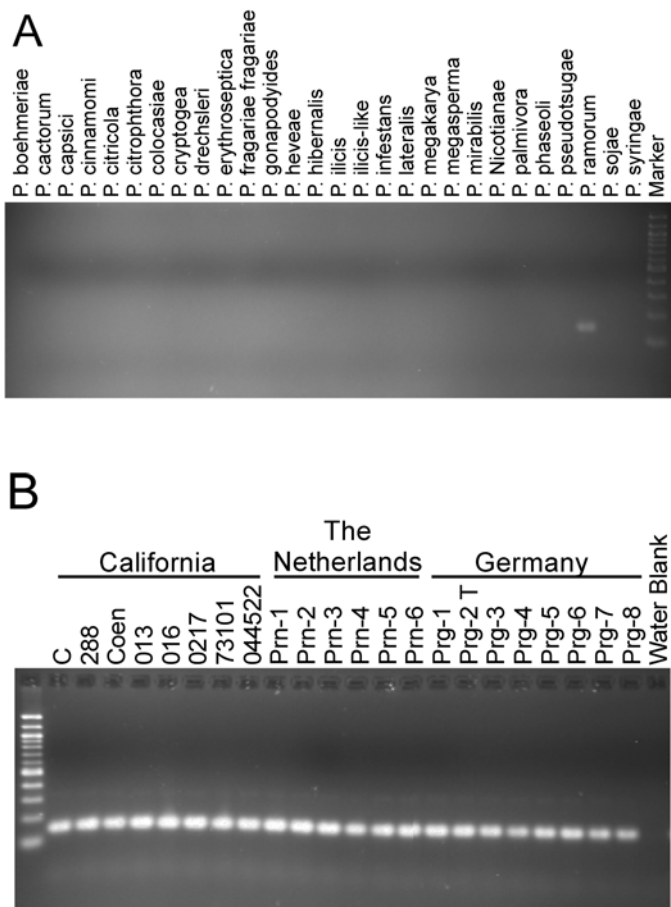 A
P. boehmeriae
P. cactorum
P. capsici
P. cinnamomi
P. citricola
P. citrophthora
P. colocasiae
P. cryptogea
P. drechsleri
P. erythroseptica
P. fragariae fragariae
P. gonapodyides
P. heveae
P. hibernalis
P. ilicis
P. ilicis-like
P. infestans
P. lateralis
P. megakarya
P. megasperma
P. mirabilis
P. Nicotianae
P. palmivora
P. phaseoli
P. pseudotsugae
P. ramorum
P. sojae
P. syringae
Marker
B
California
The
Netherlands
Germany
C
288
Coen
013
016
0217
73101
044522
Prn-1
Prn-2
Prn-3
Prn-4
Prn-5
Prn-6
Prg-1
Prg-2 T
Prg-3
Prg-4
Prg-5
Prg-6
Prg-7
Prg-8
Water Blank